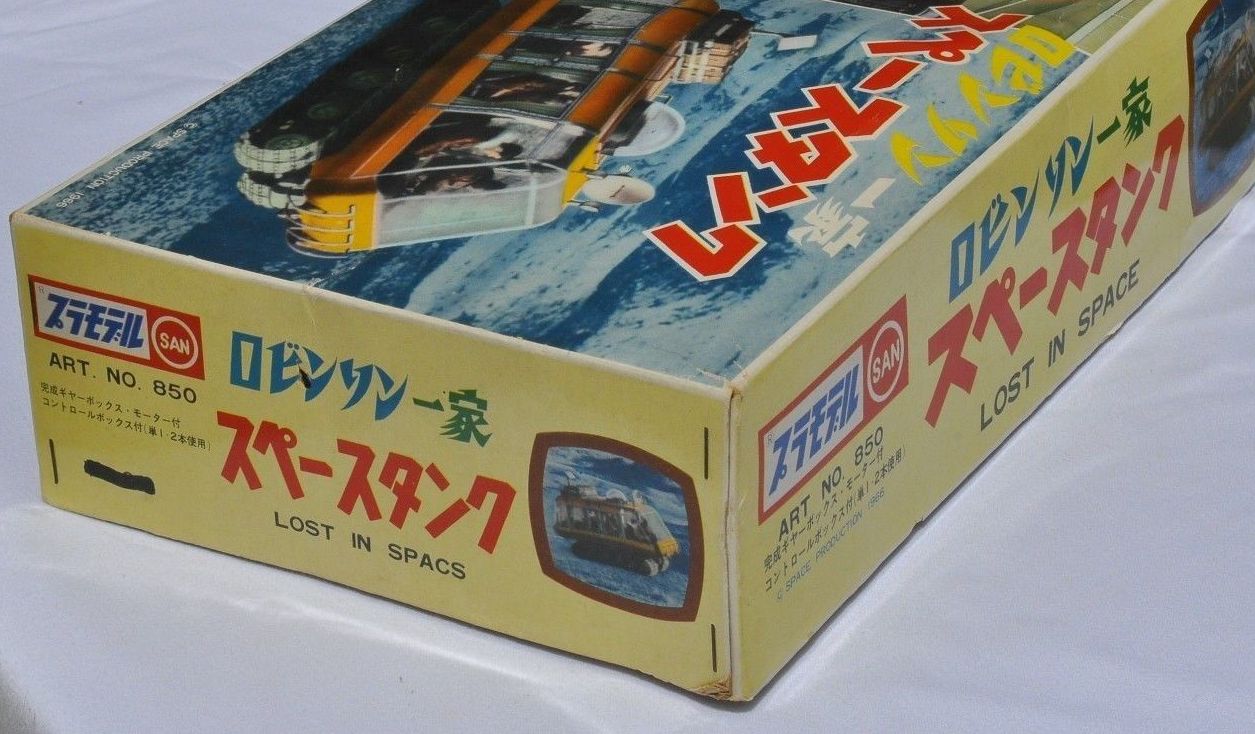 ロビンソン
一家
スペースタンク
© SPACE PRODUCTION 1966
プラモデル SAN
ART. NO. 850
完成ギヤーボックス・モーター付
コントロールボックス付(単1・2本使用)
ロビンソン一家
スペースタンク
LOST IN SPACS
プラモデル SAN
ART. NO. 850
完成ギヤーボックス・モーター付
コントロールボックス付(単1・2本使用)
© SPACE PRODUCTION 1966
ロビンソン一家
スペースタンク
LOST IN SPACE